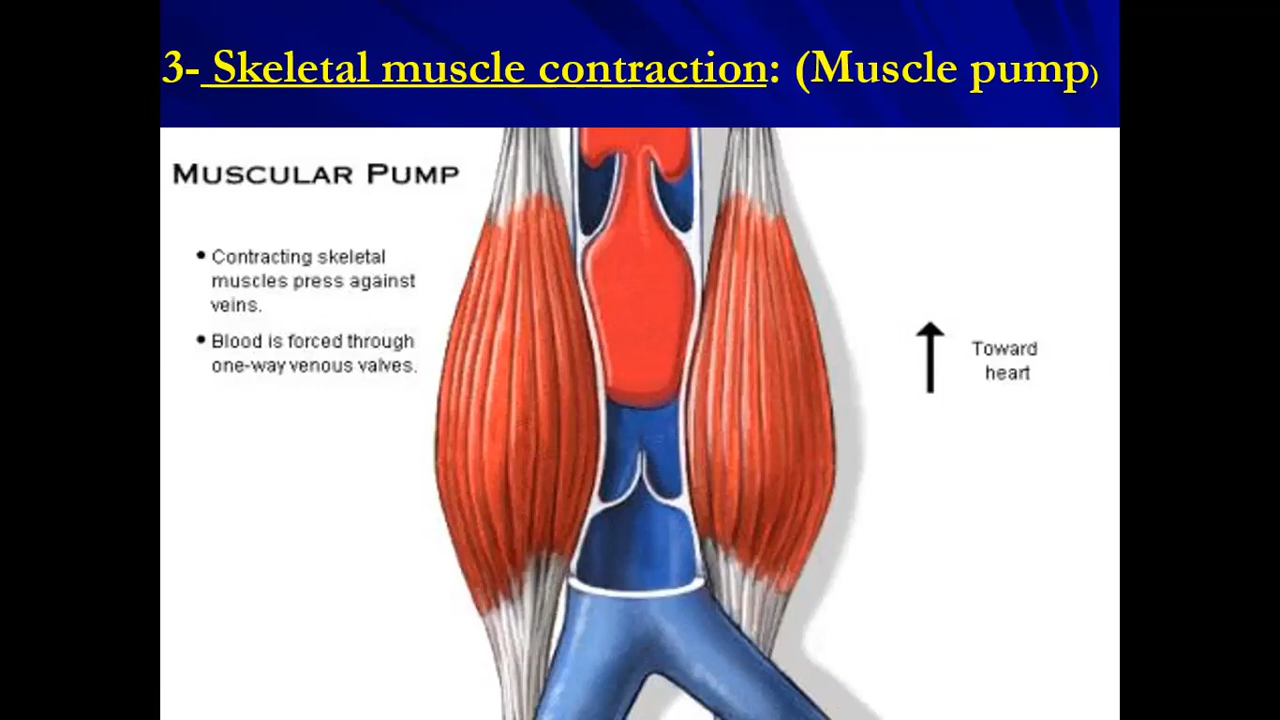 3- Skeletal muscle contraction: (Muscle pump)
MUSCULAR PUMP
• Contracting skeletal
muscles press against
veins.
• Blood is forced through
one-way venous valves.
Toward
heart